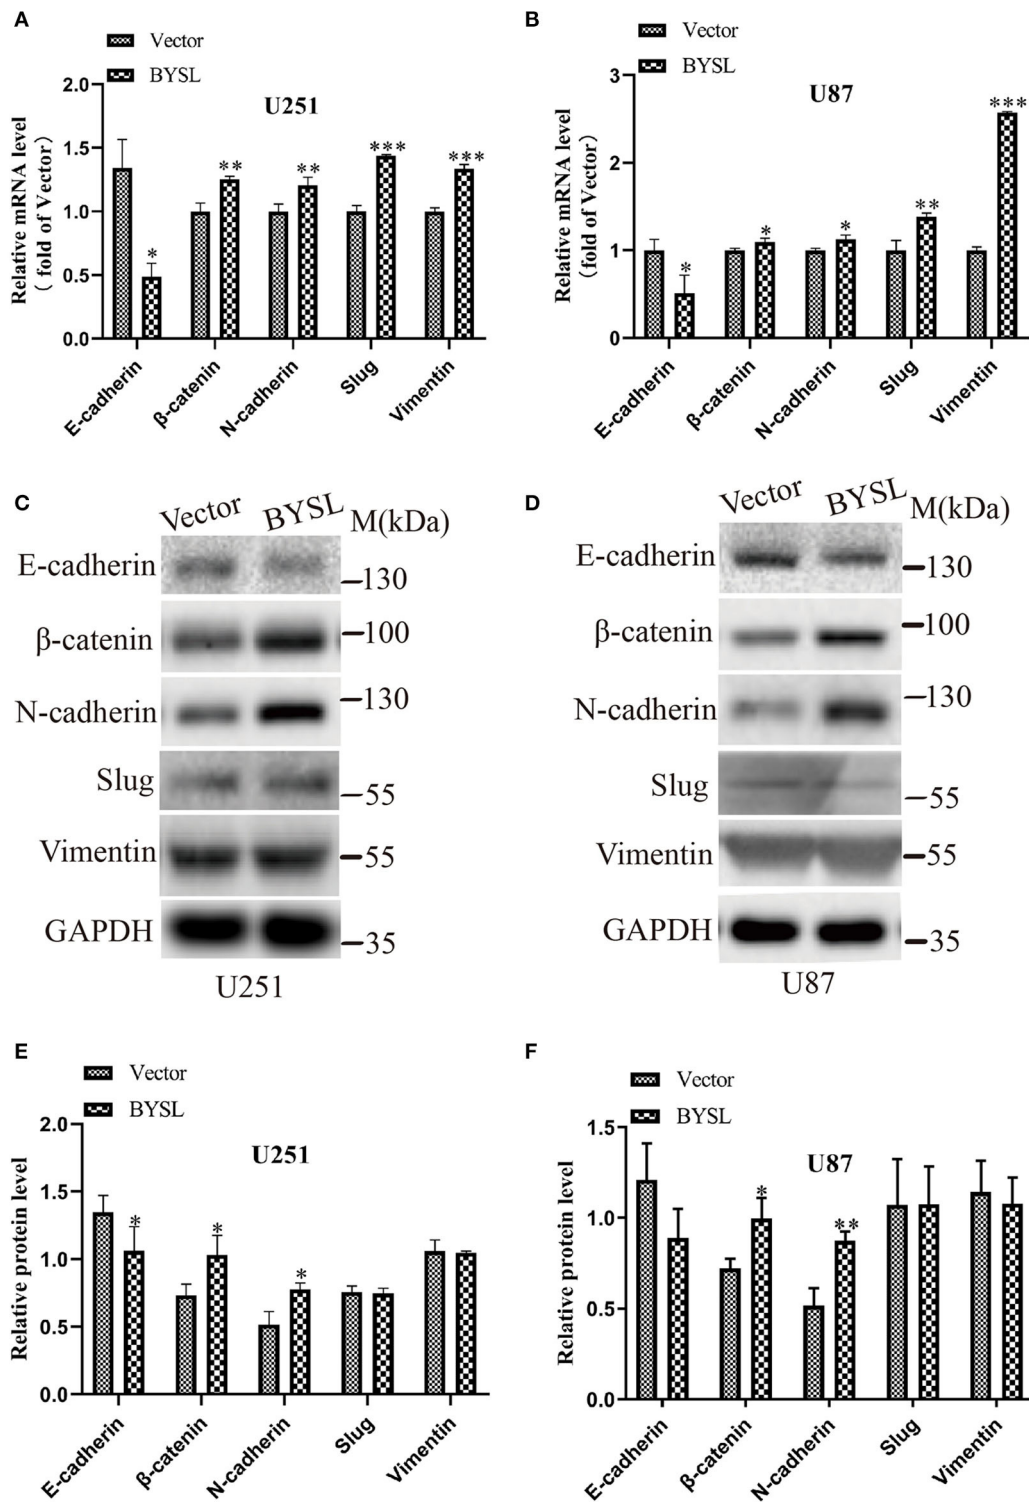 A
Vector
BYSL
U251
Relative mRNA level
( fold of Vector)
2.0
1.5
1.0
0.5
0.0
*
**
**
***
***
E-cadherin
β-catenin
N-cadherin
Slug
Vimentin
B
Vector
BYSL
U87
Relative mRNA level
(fold of Vector)
3
2
1
0
*
*
*
**
***
E-cadherin
β-catenin
N-cadherin
Slug
Vimentin
C
Vector BYSL M(kDa)
E-cadherin 130
β-catenin 100
N-cadherin 130
Slug 55
Vimentin 55
GAPDH 35
U251
D
Vector BYSL M(kDa)
E-cadherin 130
β-catenin 100
N-cadherin 130
Slug 55
Vimentin 55
GAPDH 35
U87
E
Vector
BYSL
U251
Relative protein level
2.0
1.5
1.0
0.5
0.0
*
*
*
E-cadherin
β-catenin
N-cadherin
Slug
Vimentin
F
Vector
BYSL
U87
Relative protein level
1.5
1.0
0.5
0.0
*
**
E-cadherin
β-catenin
N-cadherin
Slug
Vimentin